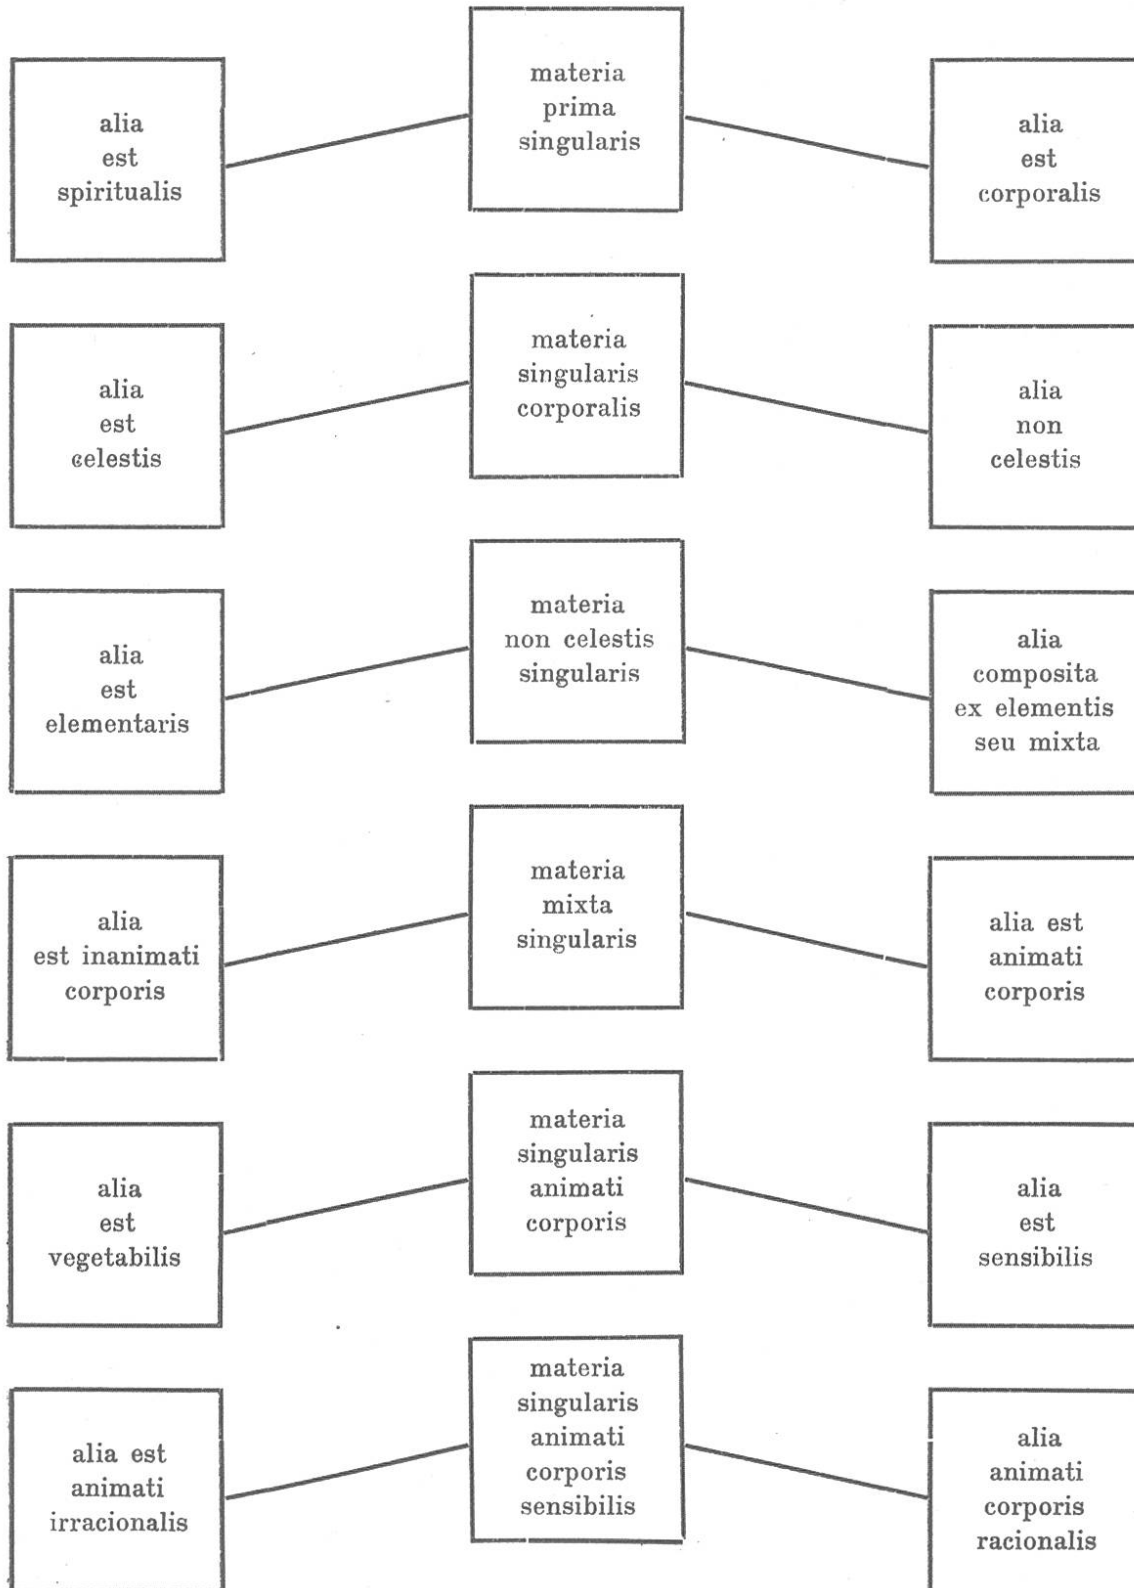 materia
prima
singularis
alia
est
spiritualis
alia
est
corporalis
materia
singularis
corporalis
alia
est
celestis
alia
non
celestis
materia
non celestis
singularis
alia
est
elementaris
alia
composita
ex elementis
seu mixta
materia
mixta
singularis
alia
est inanimati
corporis
alia est
animati
corporis
materia
singularis
animati
corporis
alia
est
vegetabilis
alia
est
sensibilis
materia
singularis
animati
corporis
sensibilis
alia est
animati
irracionalis
alia
animati
corporis
racionalis